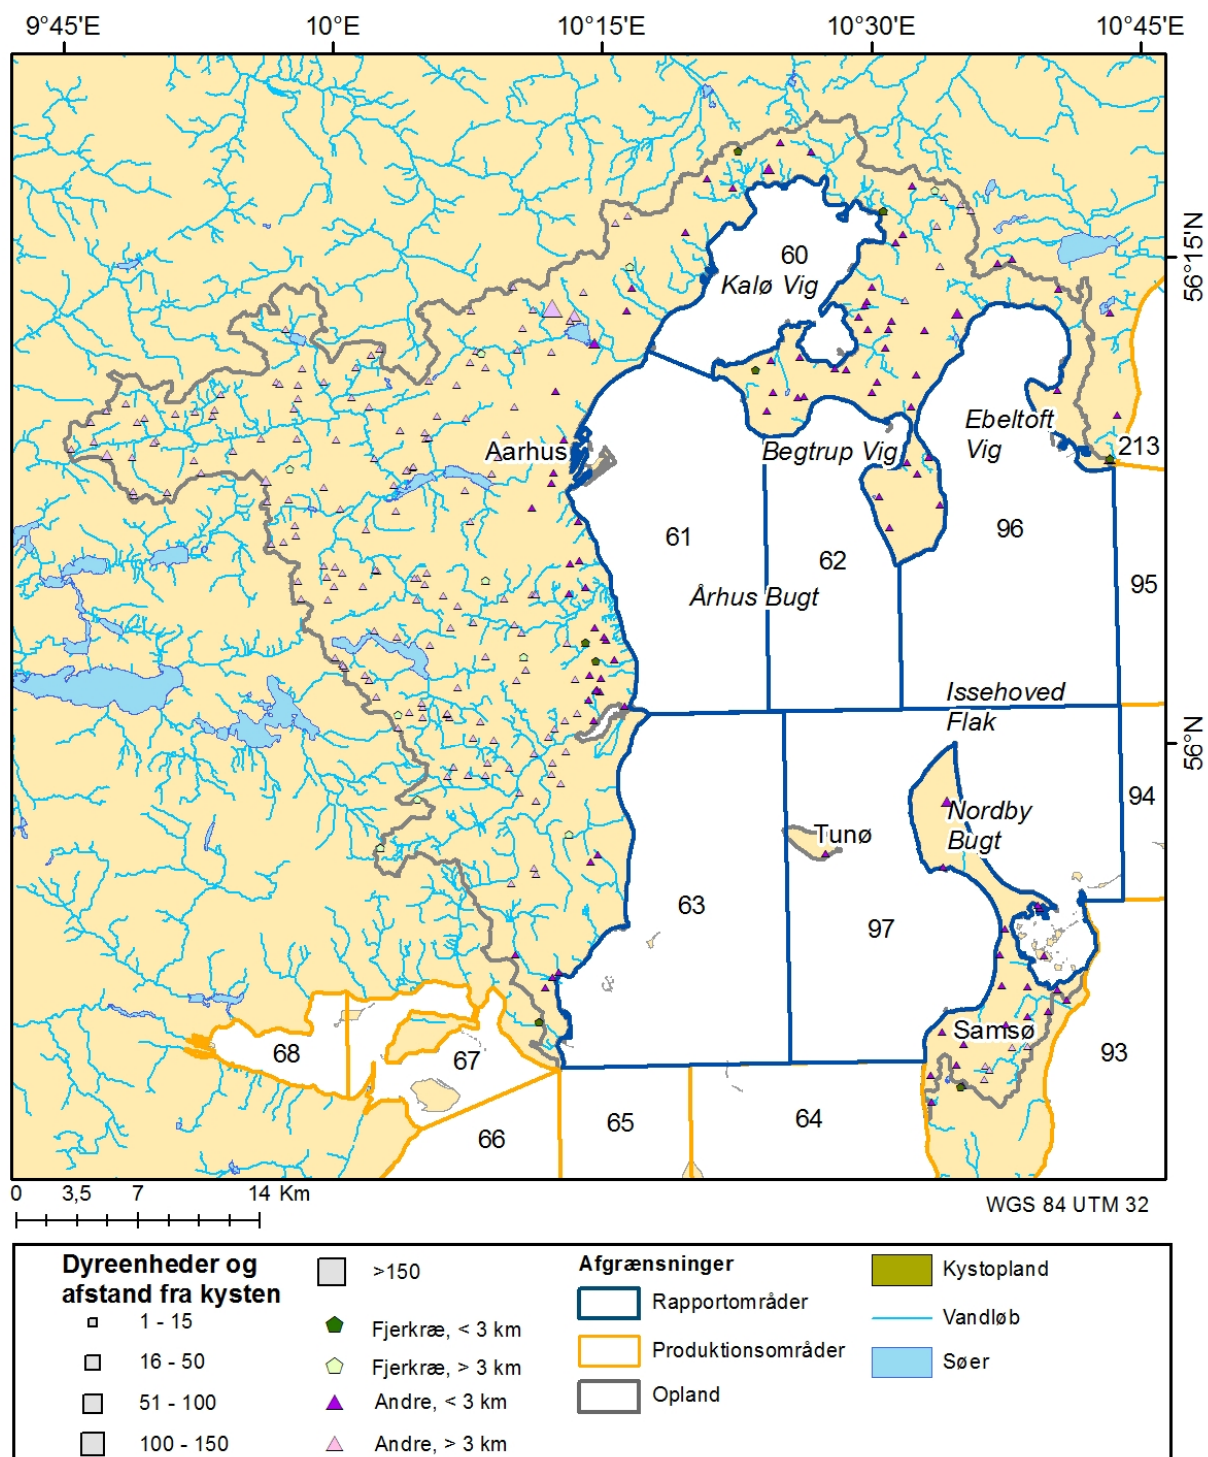 9°45'E 10°E 10°15'E 10°30'E 10°45'E
56°15'N
60
Kalø Vig
Ebeltoft
Vig
Aarhus
Begtrup Vig
213
61
62
96
95
Århus Bugt
Issehoved
Flak
56°N
94
Nordby
Bugt
Tunø
63
97
Samsø
93
68
67
66
65
64
0 3,5 7 14 Km
WGS 84 UTM 32
Dyreenheder og
afstand fra kysten
1 - 15
16 - 50
51 - 100
100 - 150
>150
Fjerkræ, < 3 km
Fjerkræ, > 3 km
Andre, < 3 km
Andre, > 3 km
Afgrænsninger
Rapportområder
Produktionsområder
Opland
Kystopland
Vandløb
Søer